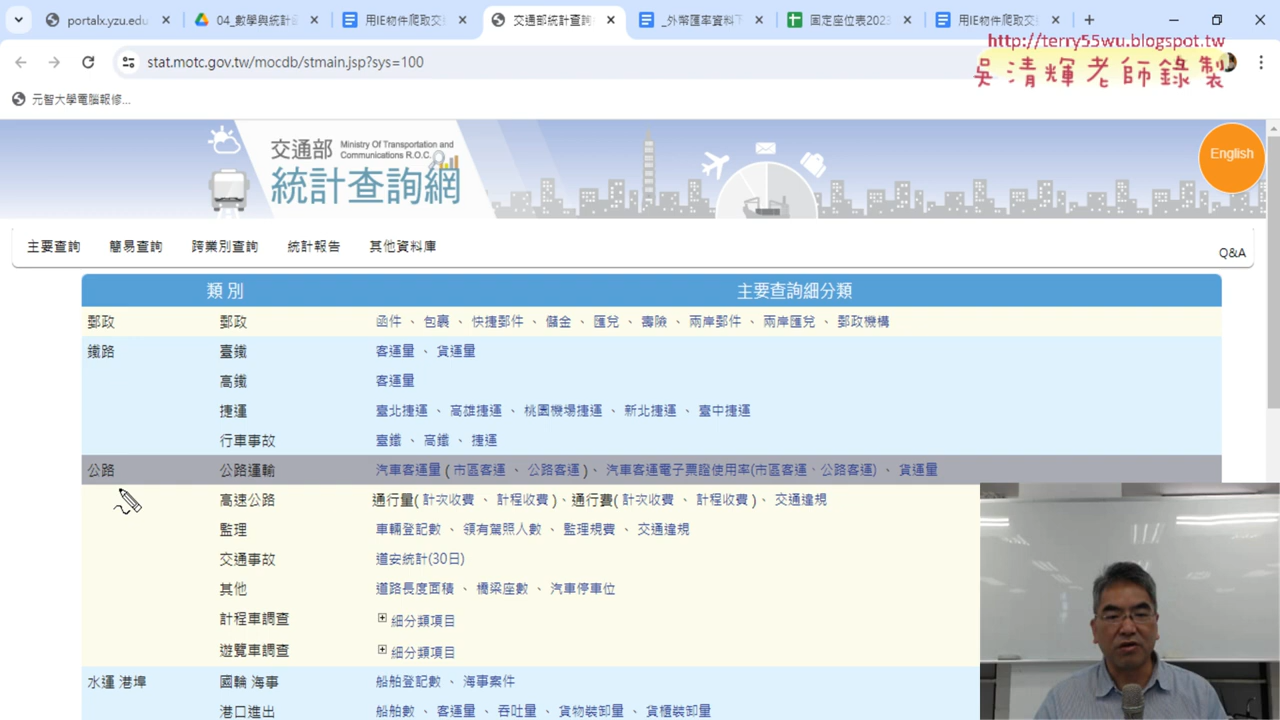 portalx.yzu.edu
04_數學與統計函
用IE物件爬取交
交通部統計查詢
_外幣匯率資料下
固定座位表2023
用IE物件爬取交
http://terry55wu.blogspot.tw
stat.motc.gov.tw/mocdb/stmain.jsp?sys=100
吳清輝老師錄製
元智大學電腦報修...
交通部 Ministry Of Transportation and Communications R.O.C.
統計查詢網
English
主要查詢 簡易查詢 跨業別查詢 統計報告 其他資料庫
Q&A
類 別 主要查詢細分類
郵政 郵政 函件 、 包裹 、 快捷郵件 、 儲金 、 匯兌 、 壽險 、 兩岸郵件 、 兩岸匯兌 、 郵政機構
鐵路 臺鐵 客運量 、 貨運量
高鐵 客運量
捷運 臺北捷運 、 高雄捷運 、 桃園機場捷運 、 新北捷運 、 臺中捷運
行車事故 臺鐵 、 高鐵 、 捷運
公路 公路運輸 汽車客運量 ( 市區客運 、 公路客運 )、 汽車客運電子票證使用率(市區客運、公路客運) 、 貨運量
高速公路 通行量( 計次收費 、 計程收費 )、通行費( 計次收費 、 計程收費 )、 交通違規
監理 車輛登記數 、 領有駕照人數 、 監理規費 、 交通違規
交通事故 道安統計(30日)
其他 道路長度面積 、 橋梁座數 、 汽車停車位
計程車調查 細分類項目
遊覽車調查 細分類項目
水運 港埠 國輪 海事 船舶登記數 、 海事案件
港口進出 船舶數 、 客運量 、 吞吐量 、 貨物裝卸量 、 貨櫃裝卸量